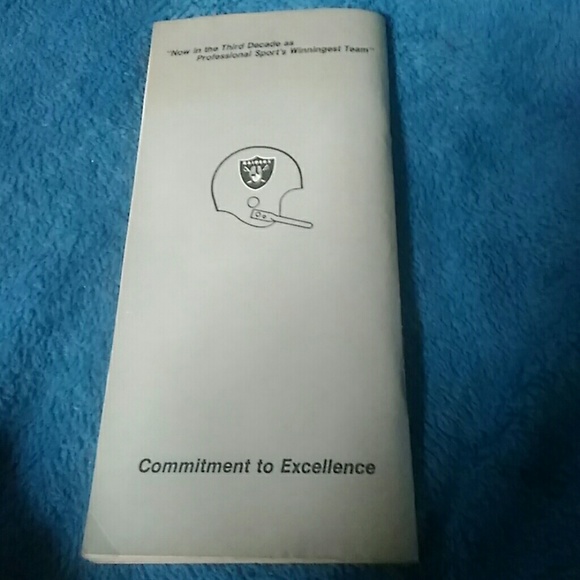 "Now in the Third Decade as
Professional Sport's Winningest Team"
RAIDERS
Commitment to Excellence